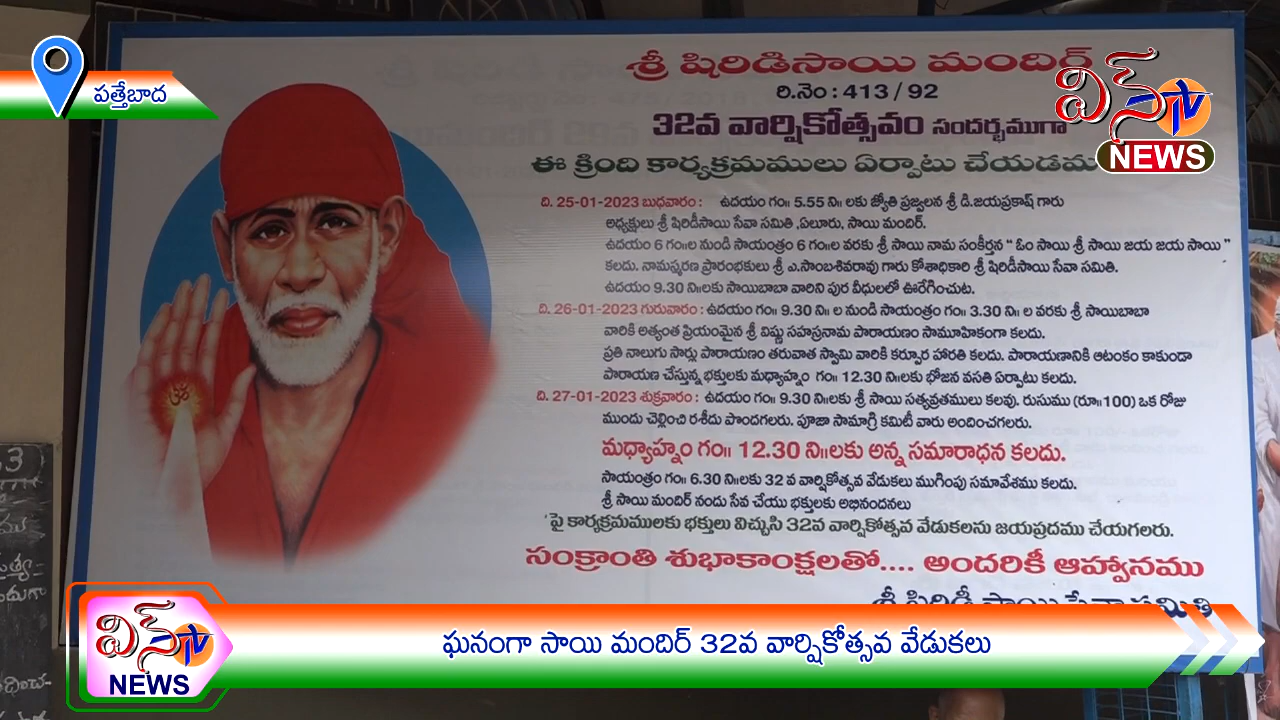 పత్తేబాద
శ్రీ షిరిడిసాయి మందిర్
రి.నెం : 413 / 92
32వ వార్షికోత్సవం సందర్భముగా
ఈ క్రింది కార్యక్రమములు ఏర్పాటు చేయడమ
విన్ TV
NEWS
ది. 25-01-2023 బుధవారం : ఉదయం గం॥ 5.55 ని॥ లకు జ్యోతి ప్రజ్వలన శ్రీ డి.జయప్రకాష్ గారు
అధ్యక్షులు శ్రీ షిరిడీసాయి సేవా సమితి ,ఏలూరు, సాయి మందిర్.
ఉదయం 6 గం॥ల నుండి సాయంత్రం 6 గం॥ల వరకు శ్రీ సాయి నామ సంకీర్తన " ఓం సాయి శ్రీ సాయి జయ జయ సాయి "
కలదు. నామస్మరణ ప్రారంభకులు శ్రీ ఎ.సాంబశివరావు గారు కోశాధికారి శ్రీ షిరిడీసాయి సేవా సమితి.
ఉదయం 9.30 ని॥లకు సాయిబాబా వారిని పుర వీధులలో ఊరేగించుట.
ది. 26-01-2023 గురువారం : ఉదయం గం॥ 9.30 ని॥ ల నుండి సాయంత్రం గం॥ 3.30 ని॥ ల వరకు శ్రీ సాయిబాబా
వారికి అత్యంత ప్రియంమైన శ్రీ విష్ణు సహస్రనామ పారాయణం సామూహికంగా కలదు.
ప్రతి నాలుగు సార్లు పారాయణం తరువాత స్వామి వారికి కర్పూర హారతి కలదు. పారాయణానికి ఆటంకం కాకుండా
పారాయణ చేస్తున్న భక్తులకు మధ్యాహ్నం గం॥ 12.30 ని॥లకు భోజన వసతి ఏర్పాటు కలదు.
ది. 27-01-2023 శుక్రవారం : ఉదయం గం॥ 9.30 ని॥లకు శ్రీ సాయి సత్యవ్రతములు కలవు. రుసుము (రూ॥100) ఒక రోజు
ముందు చెల్లించి రశీదు పొందగలరు. పూజా సామాగ్రి కమిటీ వారు అందించగలరు.
మధ్యాహ్నం గం॥ 12.30 ని॥లకు అన్న సమారాధన కలదు.
సాయంత్రం గం॥ 6.30 ని॥లకు 32 వ వార్షికోత్సవ వేడుకలు ముగింపు సమావేశము కలదు.
శ్రీ సాయి మందిర్ నందు సేవ చేయు భక్తులకు అభినందనలు
'పై కార్యక్రమములకు భక్తులు విచ్చుసి 32వ వార్షికోత్సవ వేడుకలను జయప్రదము చేయగలరు.
సంక్రాంతి శుభాకాంక్షలతో.... అందరికీ ఆహ్వానము
శ్రీ షిరిడీ సాయి సేవా సమితి
విన్ TV
NEWS
ఘనంగా సాయి మందిర్ 32వ వార్షికోత్సవ వేడుకలు